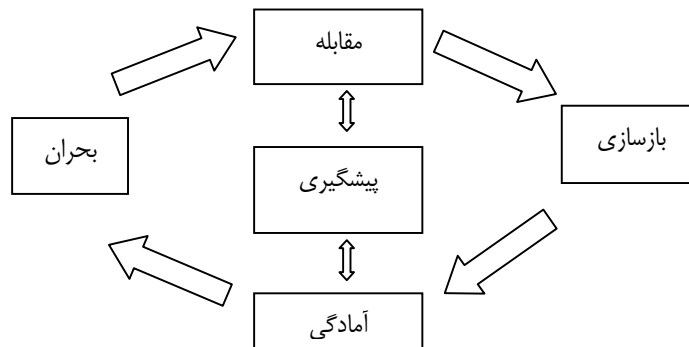 مقابله
بازسازی
بحران
پیشگیری
آمادگی